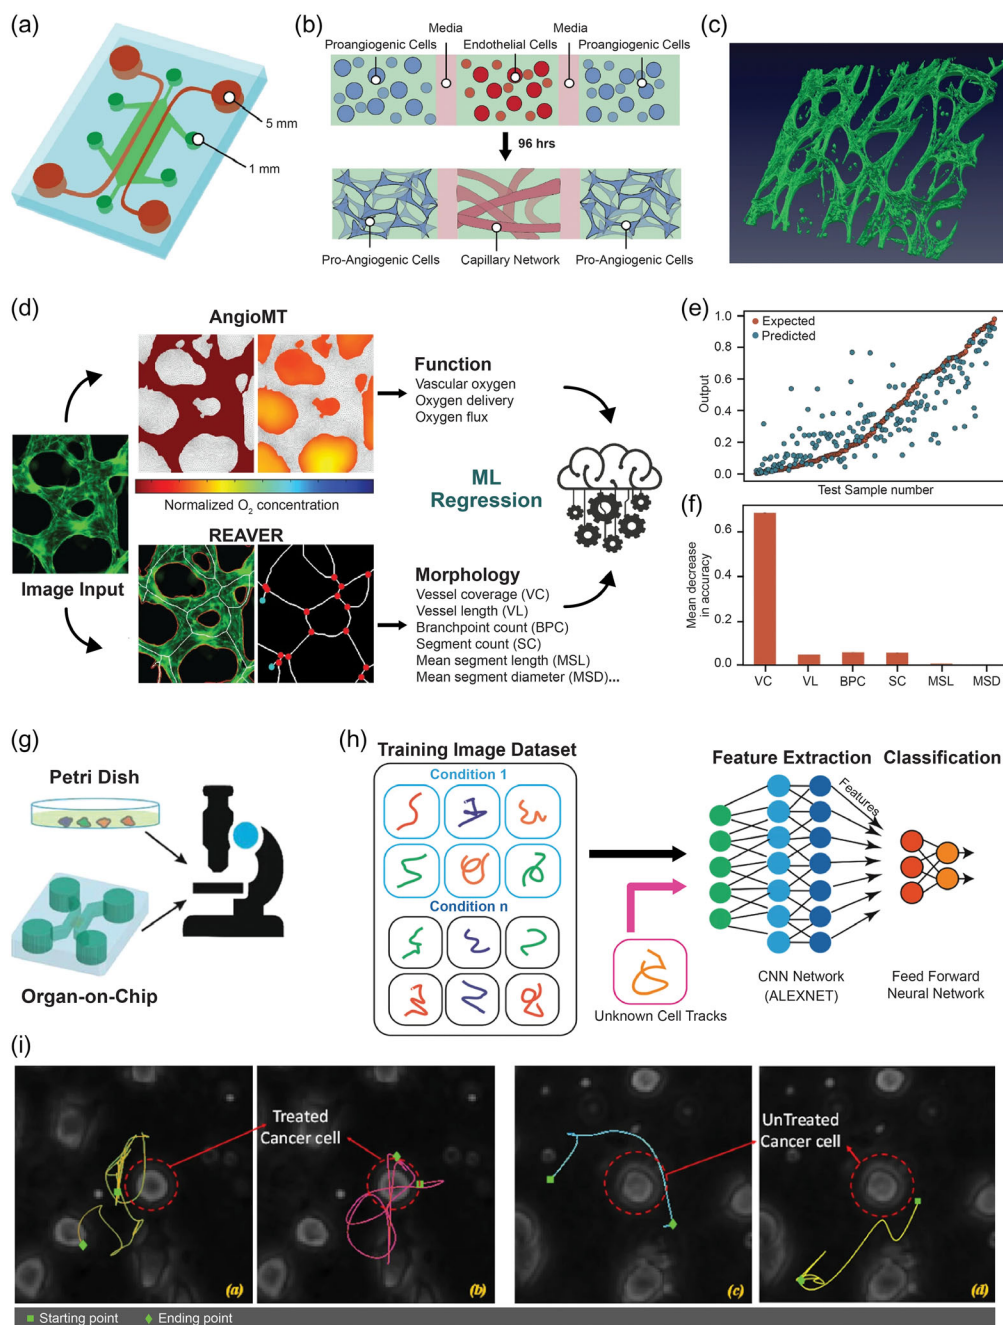 (a)
5 mm
1 mm
(b)
Media
Media
Proangiogenic Cells
Endothelial Cells
Proangiogenic Cells
96 hrs
Pro-Angiogenic Cells
Capillary Network
Pro-Angiogenic Cells
(c)
(d)
AngioMT
Image Input
Normalized O₂ concentration
REAVER
Function
Vascular oxygen
Oxygen delivery
Oxygen flux
ML
Regression
Morphology
Vessel coverage (VC)
Vessel length (VL)
Branchpoint count (BPC)
Segment count (SC)
Mean segment length (MSL)
Mean segment diameter (MSD)...
(e)
Expected
Predicted
Output
1.0
0.8
0.6
0.4
0.2
0.0
Test Sample number
(f)
Mean decrease
in accuracy
0.6
0.4
0.2
0.0
VC
VL
BPC
SC
MSL
MSD
(g)
Petri Dish
Organ-on-Chip
(h)
Training Image Dataset
Condition 1
Condition n
Unknown Cell Tracks
Feature Extraction
Features
CNN Network
(ALEXNET)
Classification
Feed Forward
Neural Network
(i)
Treated
Cancer cell
(a)
(b)
UnTreated
Cancer cell
(c)
(d)
Starting point
Ending point